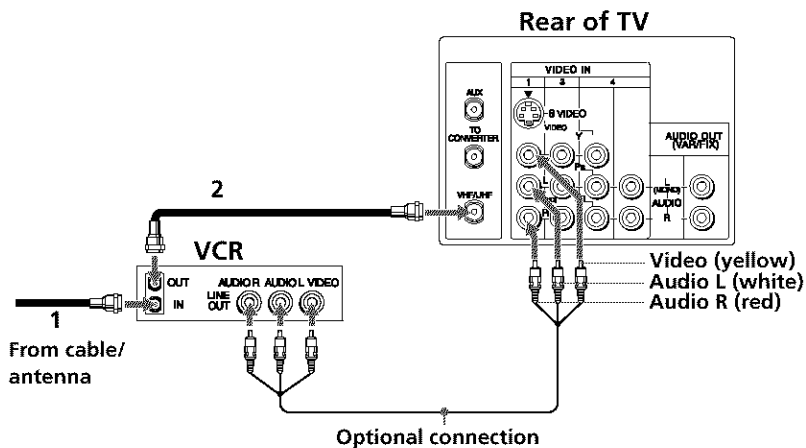 Rear of TV
VIDEO IN
1 3 4
AUX
S VIDEO
VIDEO
TO
CONVERTER
Y
AUDIO OUT
(VAR/FIX)
2
L
L
(MONO)
VHF/UHF
AUDIO
R
R
VCR
Video (yellow)
OUT
AUDIO R AUDIO L VIDEO
Audio L (white)
IN
LINE
OUT
Audio R (red)
1
From cable/
antenna
Optional connection